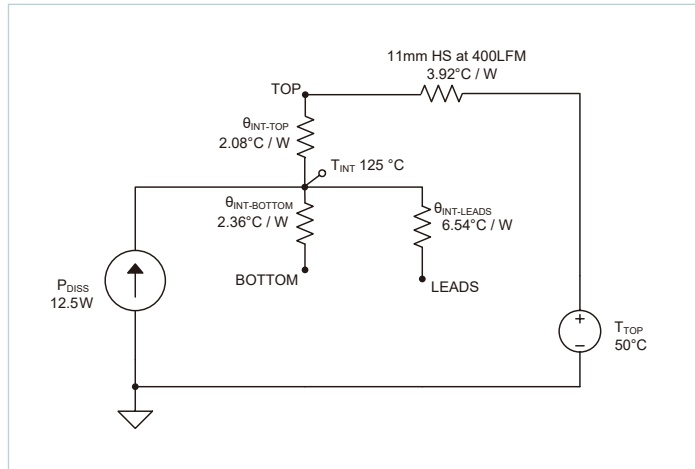 11mm HS at 400LFM
3.92°C / W
TOP
θINT-TOP
2.08°C / W
TINT 125 °C
θINT-BOTTOM
2.36°C / W
θINT-LEADS
6.54°C / W
BOTTOM
LEADS
PDISS
12.5W
+
–
TTOP
50°C